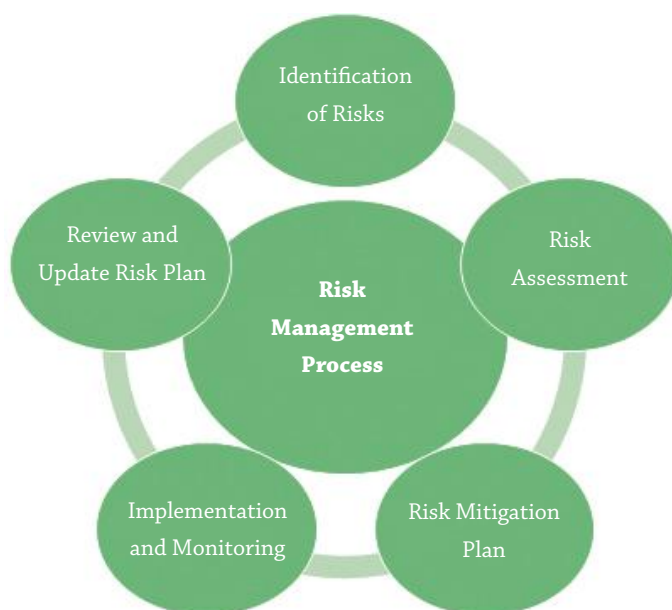 Identification
of Risks
Risk
Assessment
Risk Mitigation
Plan
Implementation
and Monitoring
Review and
Update Risk Plan
Risk
Management
Process